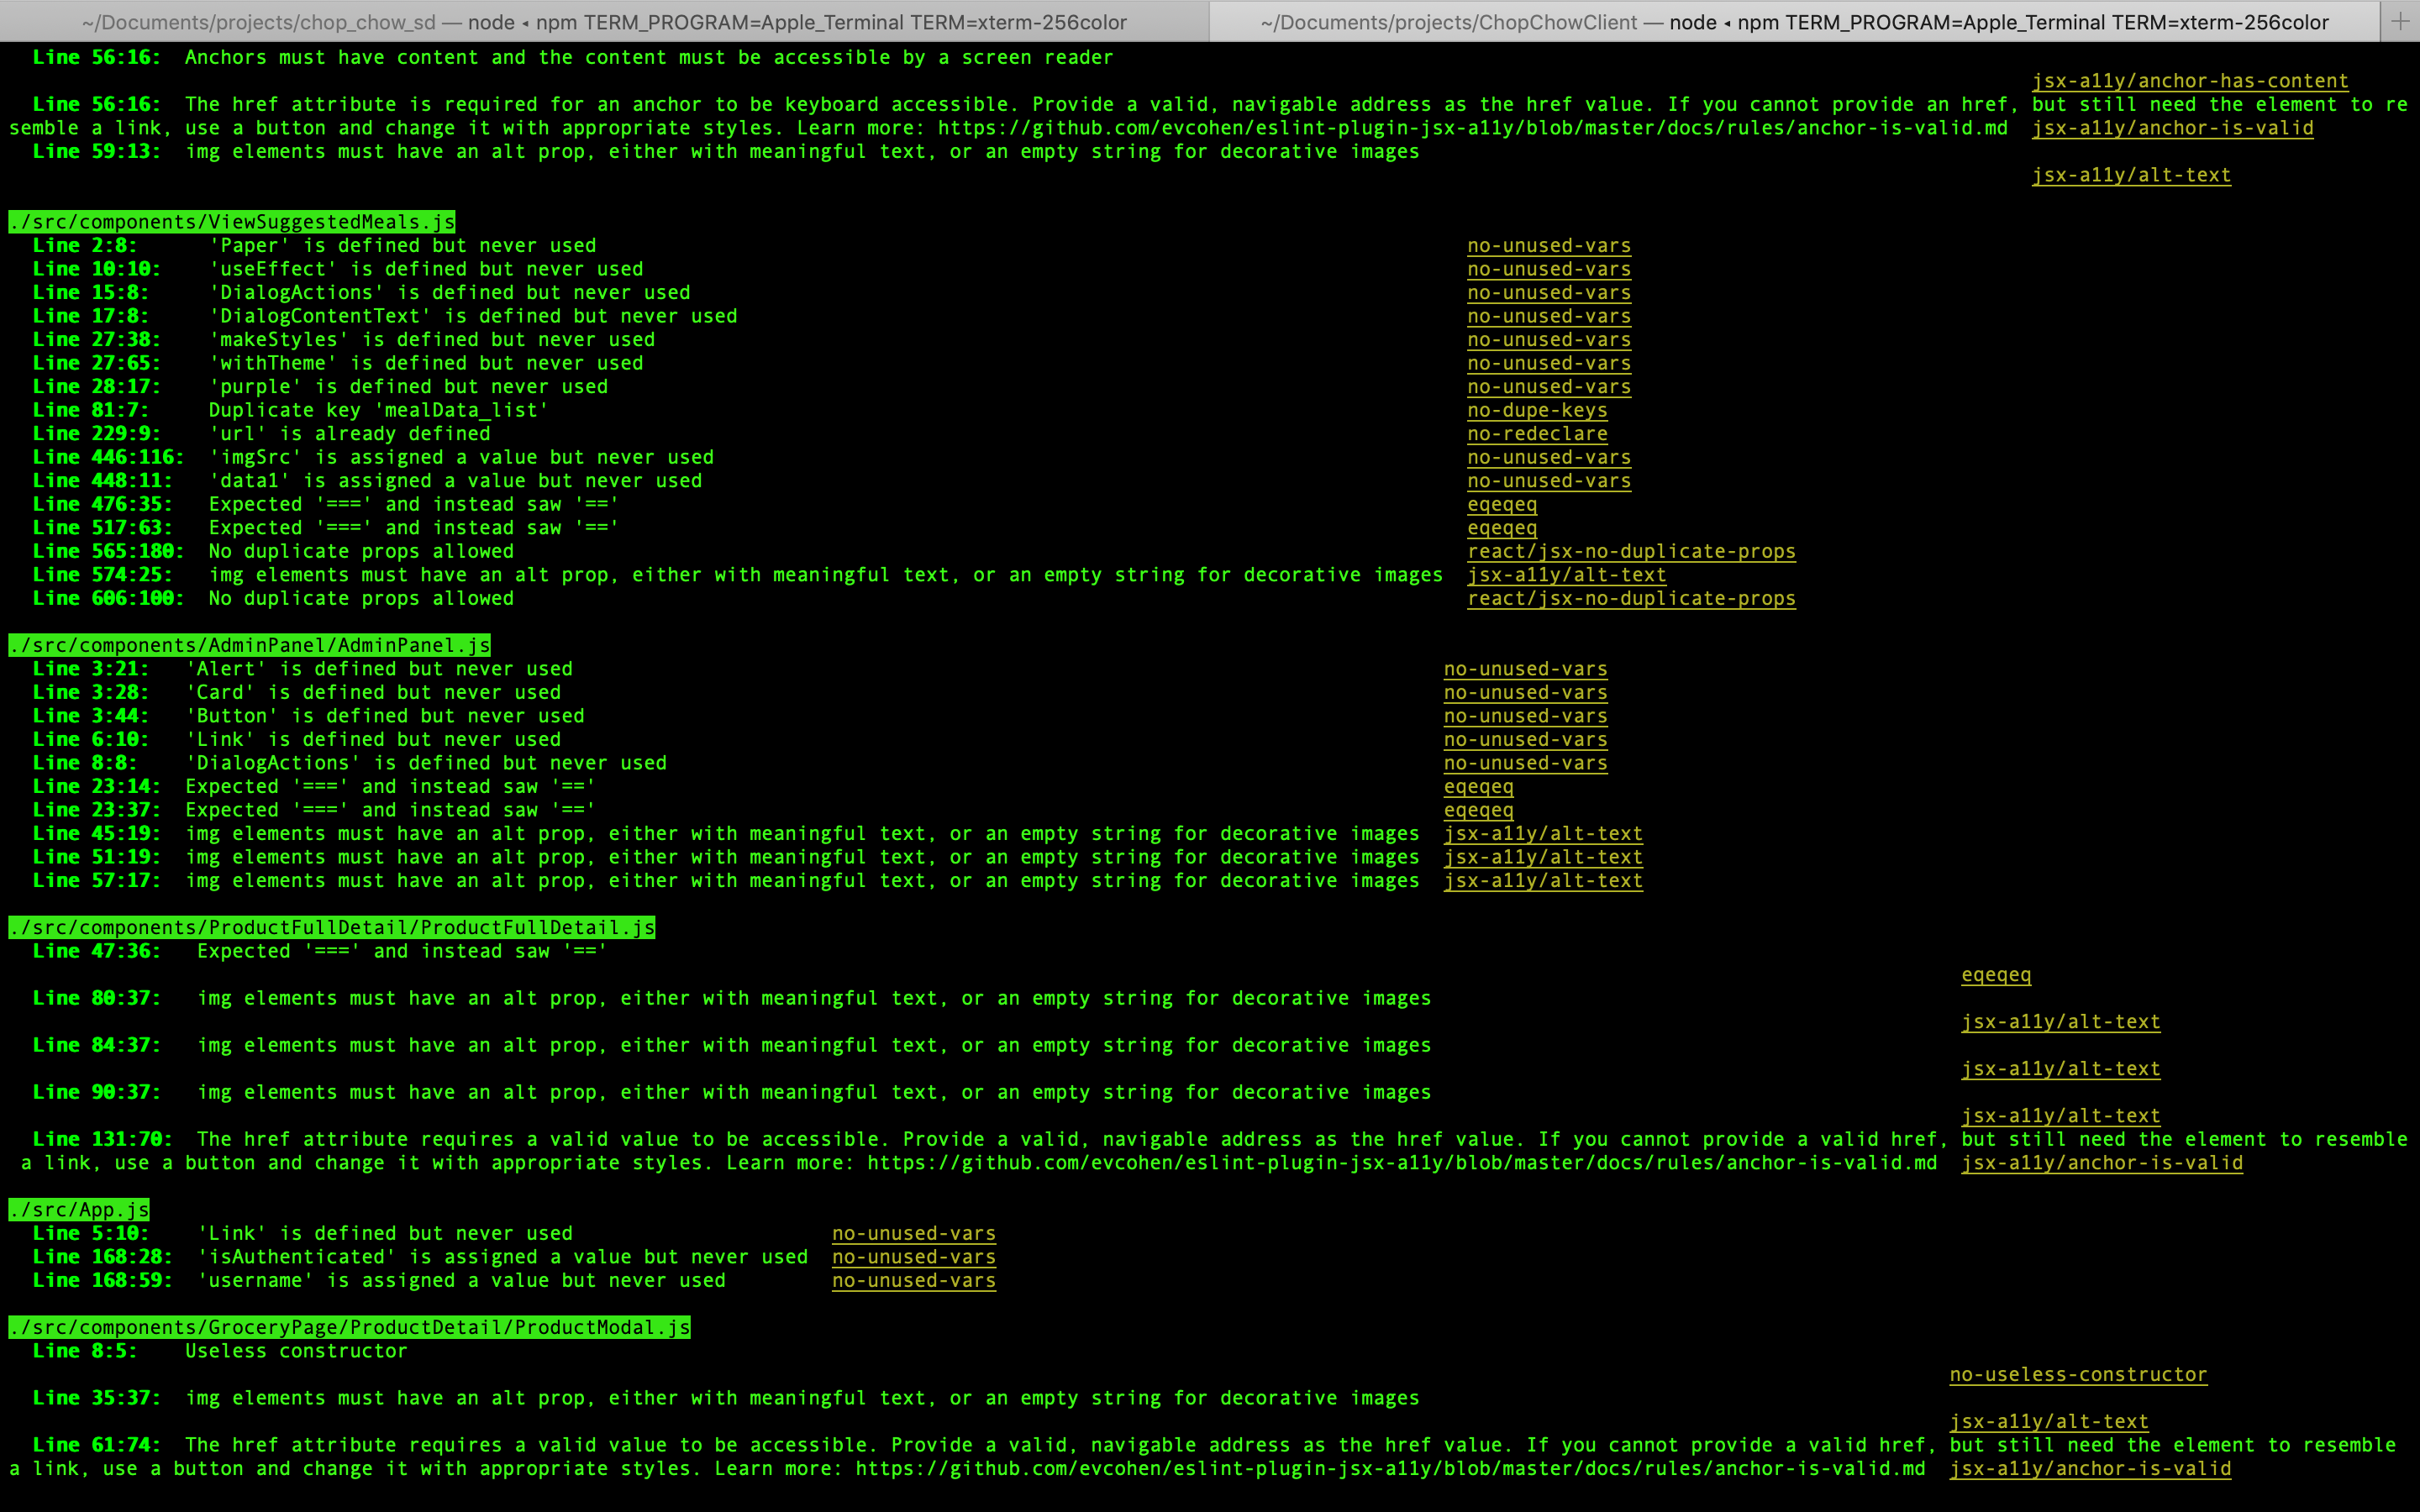 ~/Documents/projects/chop_chow_sd — node ◂ npm TERM_PROGRAM=Apple_Terminal TERM=xterm-256color
~/Documents/projects/ChopChowClient — node ◂ npm TERM_PROGRAM=Apple_Terminal TERM=xterm-256color
+
Line 56:16:  Anchors must have content and the content must be accessible by a screen reader
jsx-a11y/anchor-has-content
Line 56:16:  The href attribute is required for an anchor to be keyboard accessible. Provide a valid, navigable address as the href value. If you cannot provide an href, but still need the element to re
semble a link, use a button and change it with appropriate styles. Learn more: https://github.com/evcohen/eslint-plugin-jsx-a11y/blob/master/docs/rules/anchor-is-valid.md  jsx-a11y/anchor-is-valid
Line 59:13:  img elements must have an alt prop, either with meaningful text, or an empty string for decorative images
jsx-a11y/alt-text
./src/components/ViewSuggestedMeals.js
Line 2:8:  'Paper' is defined but never used  no-unused-vars
Line 10:10:  'useEffect' is defined but never used  no-unused-vars
Line 15:8:  'DialogActions' is defined but never used  no-unused-vars
Line 17:8:  'DialogContentText' is defined but never used  no-unused-vars
Line 27:38:  'makeStyles' is defined but never used  no-unused-vars
Line 27:65:  'withTheme' is defined but never used  no-unused-vars
Line 28:17:  'purple' is defined but never used  no-unused-vars
Line 81:7:  Duplicate key 'mealData_list'  no-dupe-keys
Line 229:9:  'url' is already defined  no-redeclare
Line 446:116:  'imgSrc' is assigned a value but never used  no-unused-vars
Line 448:11:  'data1' is assigned a value but never used  no-unused-vars
Line 476:35:  Expected '===' and instead saw '=='  eqeqeq
Line 517:63:  Expected '===' and instead saw '=='  eqeqeq
Line 565:180:  No duplicate props allowed  react/jsx-no-duplicate-props
Line 574:25:  img elements must have an alt prop, either with meaningful text, or an empty string for decorative images  jsx-a11y/alt-text
Line 606:100:  No duplicate props allowed  react/jsx-no-duplicate-props
./src/components/AdminPanel/AdminPanel.js
Line 3:21:  'Alert' is defined but never used  no-unused-vars
Line 3:28:  'Card' is defined but never used  no-unused-vars
Line 3:44:  'Button' is defined but never used  no-unused-vars
Line 6:10:  'Link' is defined but never used  no-unused-vars
Line 8:8:  'DialogActions' is defined but never used  no-unused-vars
Line 23:14:  Expected '===' and instead saw '=='  eqeqeq
Line 23:37:  Expected '===' and instead saw '=='  eqeqeq
Line 45:19:  img elements must have an alt prop, either with meaningful text, or an empty string for decorative images  jsx-a11y/alt-text
Line 51:19:  img elements must have an alt prop, either with meaningful text, or an empty string for decorative images  jsx-a11y/alt-text
Line 57:17:  img elements must have an alt prop, either with meaningful text, or an empty string for decorative images  jsx-a11y/alt-text
./src/components/ProductFullDetail/ProductFullDetail.js
Line 47:36:  Expected '===' and instead saw '=='
eqeqeq
Line 80:37:  img elements must have an alt prop, either with meaningful text, or an empty string for decorative images
jsx-a11y/alt-text
Line 84:37:  img elements must have an alt prop, either with meaningful text, or an empty string for decorative images
jsx-a11y/alt-text
Line 90:37:  img elements must have an alt prop, either with meaningful text, or an empty string for decorative images
jsx-a11y/alt-text
Line 131:70:  The href attribute requires a valid value to be accessible. Provide a valid, navigable address as the href value. If you cannot provide a valid href, but still need the element to resemble
a link, use a button and change it with appropriate styles. Learn more: https://github.com/evcohen/eslint-plugin-jsx-a11y/blob/master/docs/rules/anchor-is-valid.md  jsx-a11y/anchor-is-valid
./src/App.js
Line 5:10:  'Link' is defined but never used  no-unused-vars
Line 168:28:  'isAuthenticated' is assigned a value but never used  no-unused-vars
Line 168:59:  'username' is assigned a value but never used  no-unused-vars
./src/components/GroceryPage/ProductDetail/ProductModal.js
Line 8:5:  Useless constructor
no-useless-constructor
Line 35:37:  img elements must have an alt prop, either with meaningful text, or an empty string for decorative images
jsx-a11y/alt-text
Line 61:74:  The href attribute requires a valid value to be accessible. Provide a valid, navigable address as the href value. If you cannot provide a valid href, but still need the element to resemble
a link, use a button and change it with appropriate styles. Learn more: https://github.com/evcohen/eslint-plugin-jsx-a11y/blob/master/docs/rules/anchor-is-valid.md  jsx-a11y/anchor-is-valid